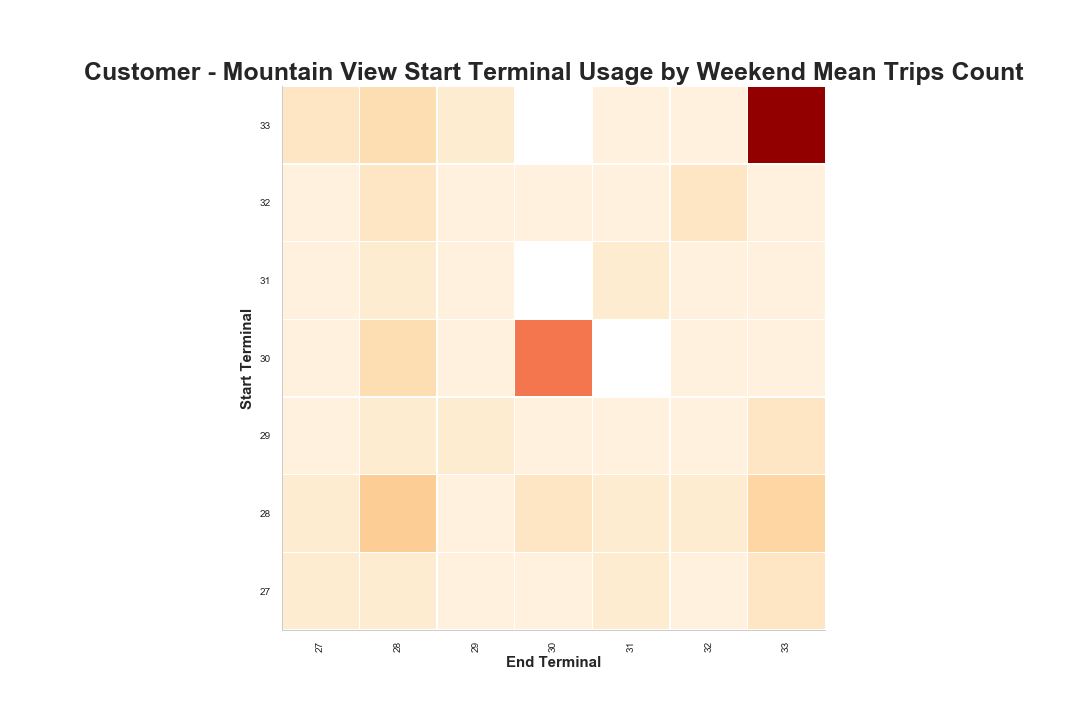 Customer - Mountain View Start Terminal Usage by Weekend Mean Trips Count
33
32
31
30
29
28
27
Start Terminal
27 28 29 30 31 32 33
End Terminal